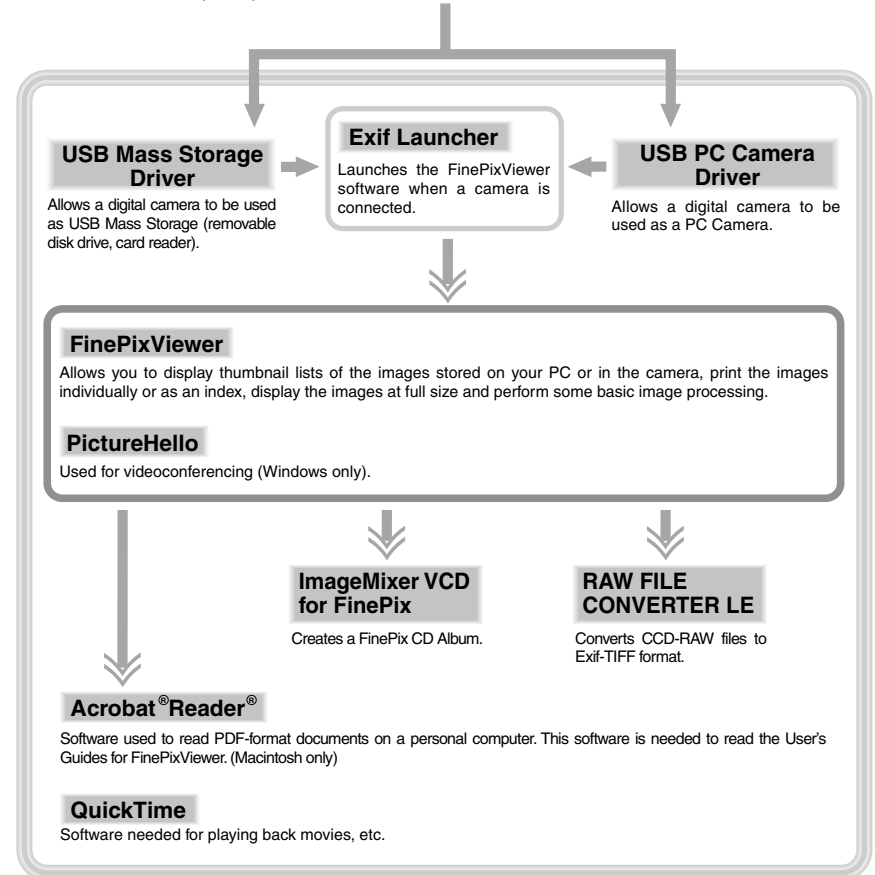 USB Mass Storage
Driver
Allows a digital camera to be used
as USB Mass Storage (removable
disk drive, card reader).
Exif Launcher
Launches the FinePixViewer
software when a camera is
connected.
USB PC Camera
Driver
Allows a digital camera to be
used as a PC Camera.
FinePixViewer
Allows you to display thumbnail lists of the images stored on your PC or in the camera, print the images
individually or as an index, display the images at full size and perform some basic image processing.
PictureHello
Used for videoconferencing (Windows only).
ImageMixer VCD
for FinePix
Creates a FinePix CD Album.
RAW FILE
CONVERTER LE
Converts CCD-RAW files to
Exif-TIFF format.
Acrobat®Reader®
Software used to read PDF-format documents on a personal computer. This software is needed to read the User's
Guides for FinePixViewer. (Macintosh only)
QuickTime
Software needed for playing back movies, etc.